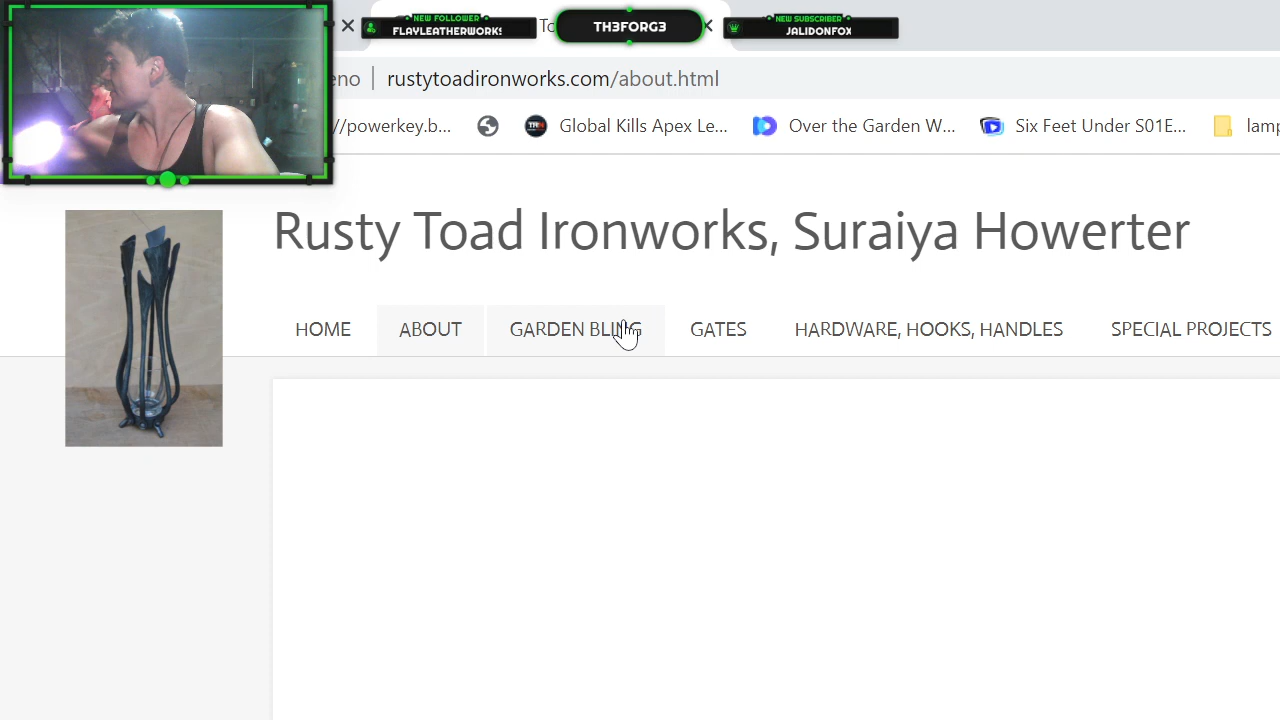 NEW FOLLOWER
FLAYLEATHERWORKS
To
TH3FORG3
NEW SUBSCRIBER
JALIDONFOX
eno
rustytoadironworks.com/about.html
//powerkey.b...
Global Kills Apex Le...
Over the Garden W...
Six Feet Under S01E...
lamp
Rusty Toad Ironworks, Suraiya Howerter
HOME
ABOUT
GARDEN BLING
GATES
HARDWARE, HOOKS, HANDLES
SPECIAL PROJECTS